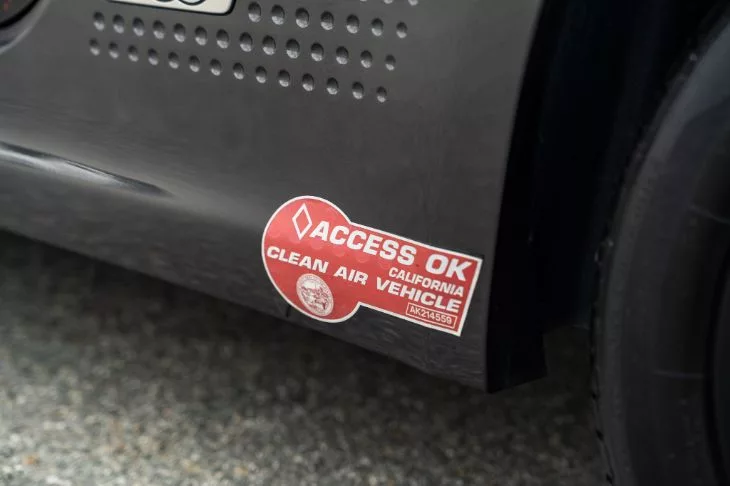 ACCESS OK
CALIFORNIA
CLEAN AIR VEHICLE
AK214559